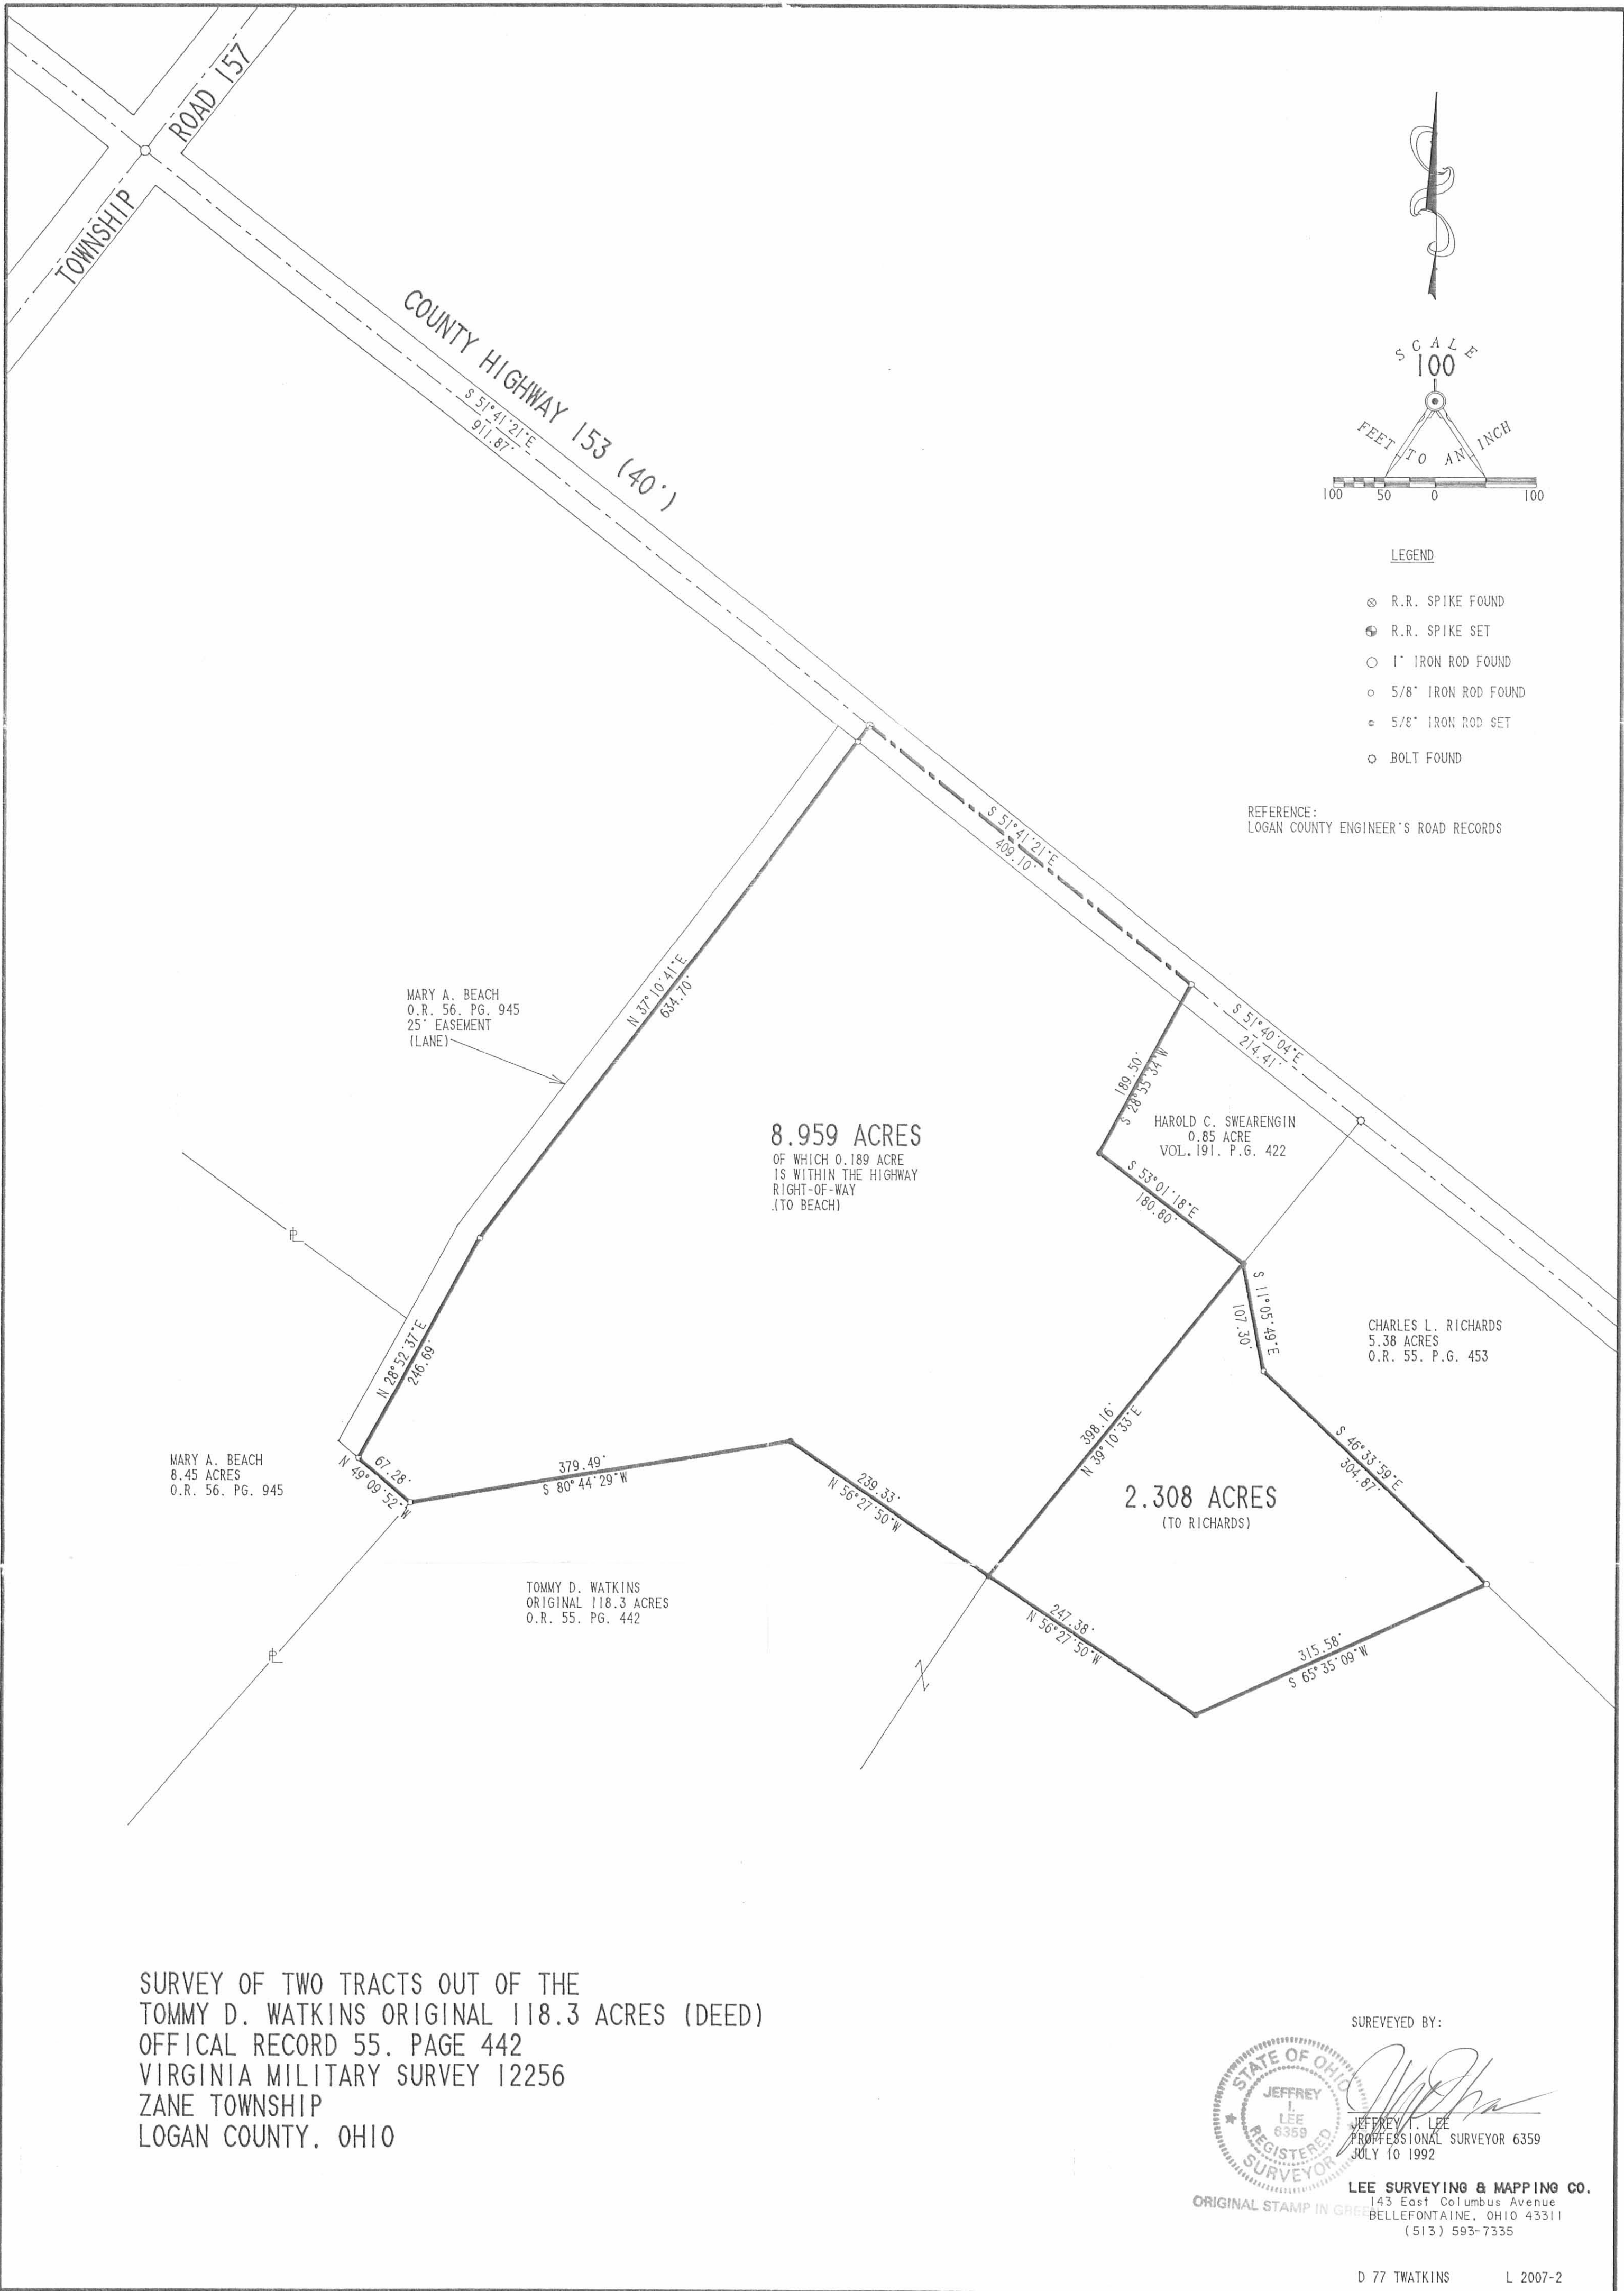 TOWNSHIP ROAD 157
COUNTY HIGHWAY 153 (40')
S 51°41'21"E
911.87'
SCALE
100
FEET TO AN INCH
100 50 0 100
LEGEND
R.R. SPIKE FOUND
R.R. SPIKE SET
1" IRON ROD FOUND
5/8" IRON ROD FOUND
5/8" IRON ROD SET
BOLT FOUND
REFERENCE:
LOGAN COUNTY ENGINEER'S ROAD RECORDS
S 51°41'21"E
409.10'
N 37°10'41"E
634.70'
MARY A. BEACH
O.R. 56. PG. 945
25' EASEMENT
(LANE)
S 51°40'04"E
214.41'
189.50'
S 28°55'34"W
HAROLD C. SWEARENGIN
0.85 ACRE
VOL. 191. P.G. 422
8.959 ACRES
OF WHICH 0.189 ACRE
IS WITHIN THE HIGHWAY
RIGHT-OF-WAY
(TO BEACH)
S 53°01'18"E
180.80'
PL
S 11°05'49"E
107.30'
CHARLES L. RICHARDS
5.38 ACRES
O.R. 55. P.G. 453
N 28°52'37"E
246.69'
398.16'
N 39°10'33"E
S 46°33'59"E
304.87'
MARY A. BEACH
8.45 ACRES
O.R. 56. PG. 945
67.28'
N 49°09'52"W
379.49'
S 80°44'29"W
239.33'
N 56°27'50"W
2.308 ACRES
(TO RICHARDS)
TOMMY D. WATKINS
ORIGINAL 118.3 ACRES
O.R. 55. PG. 442
247.38'
N 56°27'50"W
315.58'
S 65°35'09"W
PL
SURVEY OF TWO TRACTS OUT OF THE
TOMMY D. WATKINS ORIGINAL 118.3 ACRES (DEED)
OFFICAL RECORD 55. PAGE 442
VIRGINIA MILITARY SURVEY 12256
ZANE TOWNSHIP
LOGAN COUNTY. OHIO
SUREVEYED BY:
STATE OF OHIO
JEFFREY
I.
LEE
6359
REGISTERED
SURVEYOR
ORIGINAL STAMP IN GREEN
JEFFREY I. LEE
PROFFESSIONAL SURVEYOR 6359
JULY 10 1992
LEE SURVEYING & MAPPING CO.
143 East Columbus Avenue
BELLEFONTAINE. OHIO 43311
(513) 593-7335
D 77 TWATKINS L 2007-2